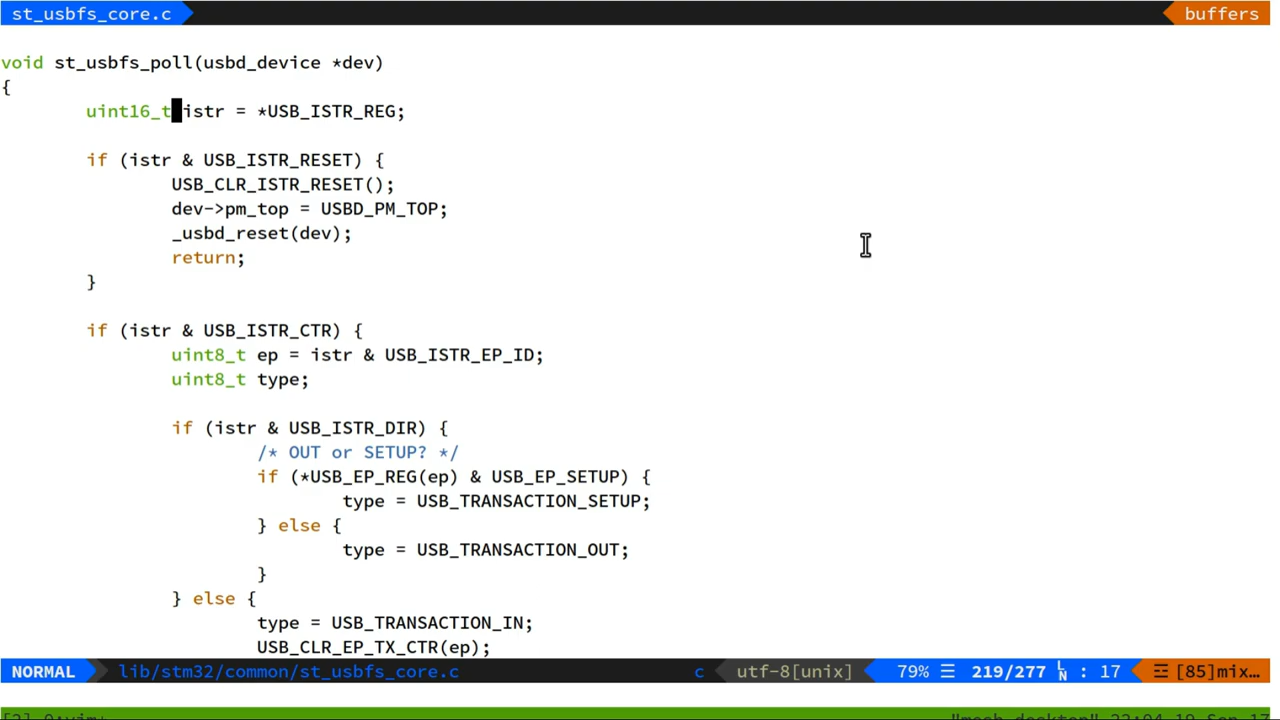 st_usbfs_core.c buffers
void st_usbfs_poll(usbd_device *dev)
{
uint16_t istr = *USB_ISTR_REG;
if (istr & USB_ISTR_RESET) {
USB_CLR_ISTR_RESET();
dev->pm_top = USBD_PM_TOP;
_usbd_reset(dev);
return;
}
if (istr & USB_ISTR_CTR) {
uint8_t ep = istr & USB_ISTR_EP_ID;
uint8_t type;
if (istr & USB_ISTR_DIR) {
/* OUT or SETUP? */
if (*USB_EP_REG(ep) & USB_EP_SETUP) {
type = USB_TRANSACTION_SETUP;
} else {
type = USB_TRANSACTION_OUT;
}
} else {
type = USB_TRANSACTION_IN;
USB_CLR_EP_TX_CTR(ep);
NORMAL lib/stm32/common/st_usbfs_core.c c utf-8[unix] 79% ☰ 219/277 ㏑ : 17 ☲ [85]mix…